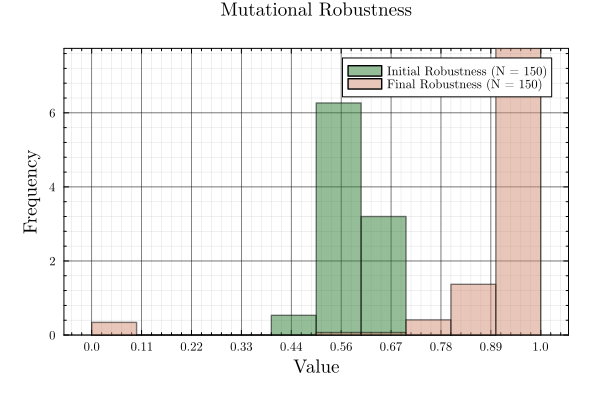 Mutational Robustness
Initial Robustness (N = 150)
Final Robustness (N = 150)
Frequency
6
4
2
0
0.0 0.11 0.22 0.33 0.44 0.56 0.67 0.78 0.89 1.0
Value